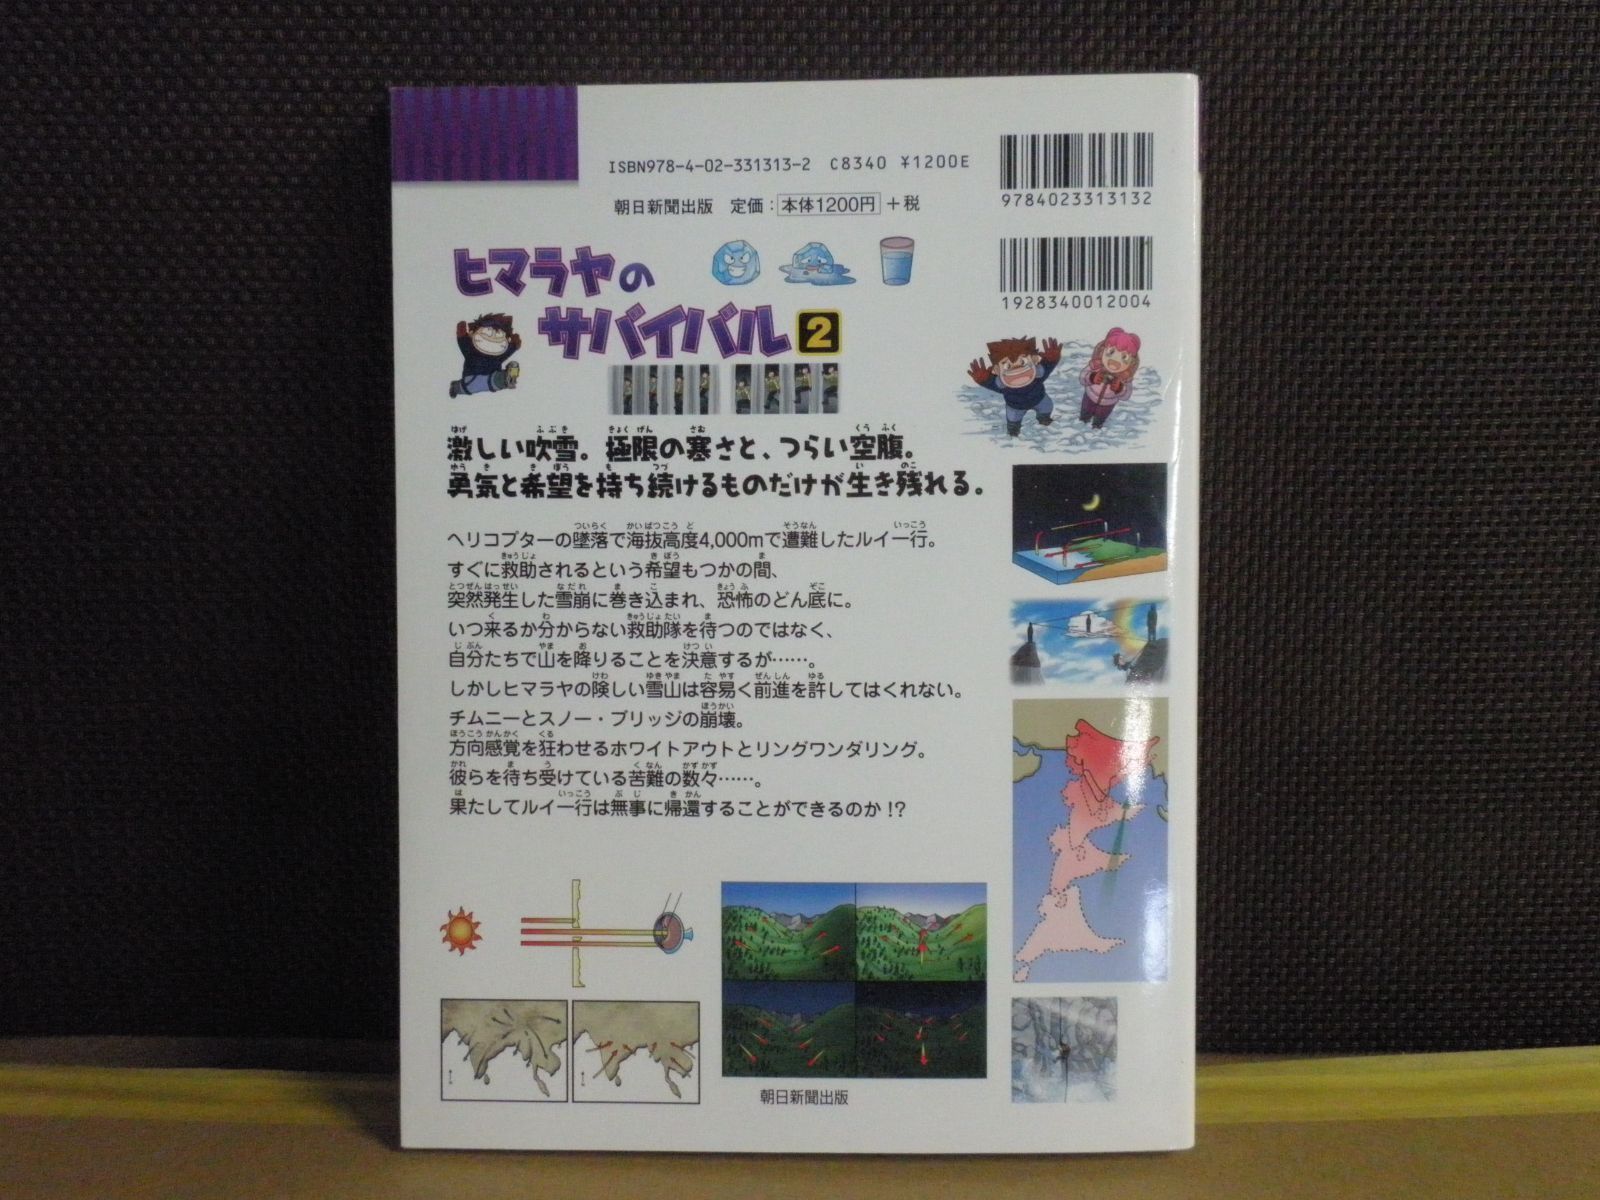 ISBN978-4-02-331313-2 C8340 ¥1200E
朝日新聞出版 定価：本体1200円＋税
9784023313132
1928340012004
ヒマラヤの
サバイバル2
激しい吹雪。極限の寒さと、つらい空腹。
勇気と希望を持ち続けるものだけが生き残れる。
ヘリコプターの墜落で海抜高度4,000mで遭難したルイ一行。
すぐに救助されるという希望もつかの間、
突然発生した雪崩に巻き込まれ、恐怖のどん底に。
いつ来るか分からない救助隊を待つのではなく、
自分たちで山を降りることを決意するが……。
しかしヒマラヤの険しい雪山は容易く前進を許してはくれない。
チムニーとスノー・ブリッジの崩壊。
方向感覚を狂わせるホワイトアウトとリングワンダリング。
彼らを待ち受けている苦難の数々……。
果たしてルイ一行は無事に帰還することができるのか!?
朝日新聞出版